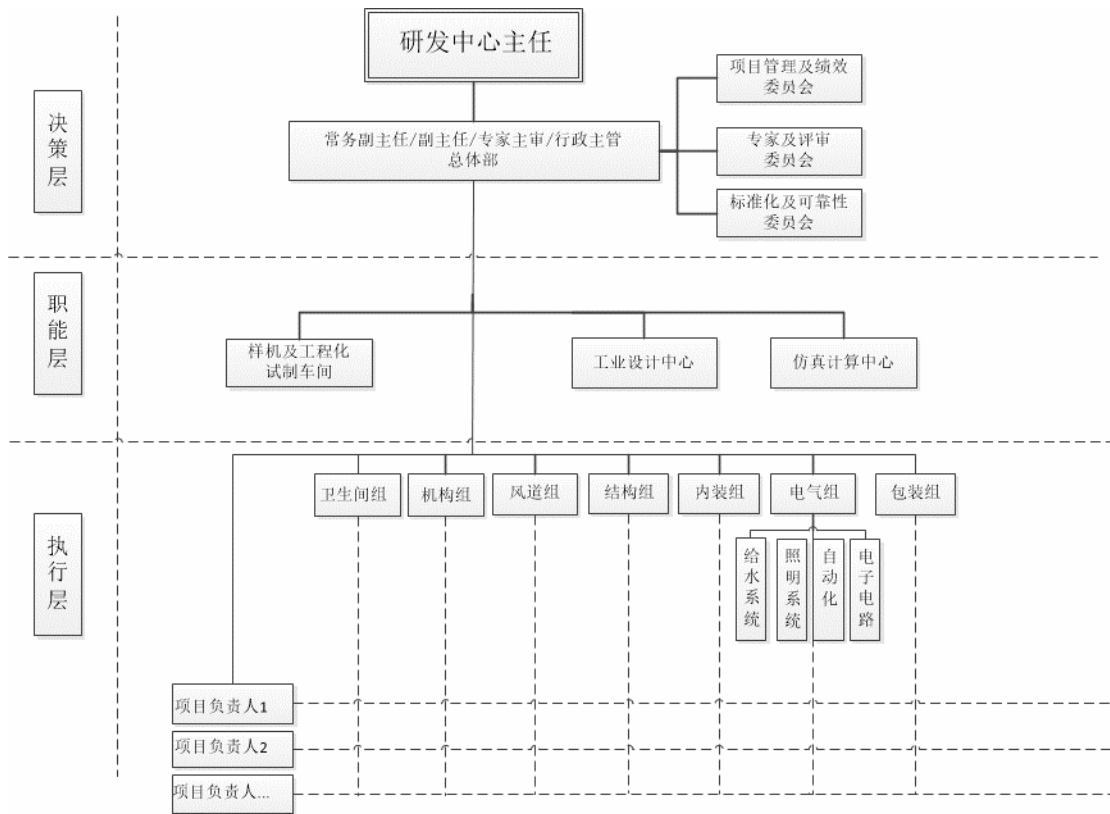 研发中心主任
决策层
常务副主任/副主任/专家主审/行政主管
总体部
项目管理及绩效
委员会
专家及评审
委员会
标准化及可靠性
委员会
职能层
样机及工程化
试制车间
工业设计中心
仿真计算中心
执行层
卫生间组
机构组
风道组
结构组
内装组
电气组
包装组
给水系统
照明系统
自动化
电子电路
项目负责人1
项目负责人2
项目负责人...